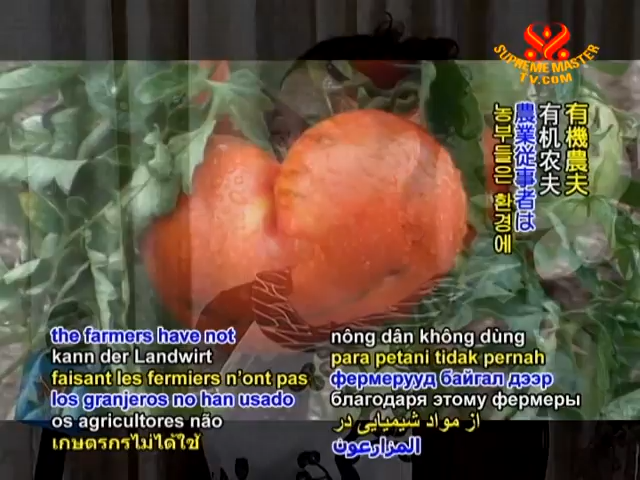 SUPREME MASTER
TV.COM
有機農夫
有机农夫
農業従事者は
농부들은 환경에
the farmers have not
kann der Landwirt
faisant les fermiers n'ont pas
los granjeros no han usado
os agricultores não
เกษตรกรไม่ได้ใช้
nông dân không dùng
para petani tidak pernah
фермерууд байгал дээр
благодаря этому фермеры
از مواد شیمیایی در
المزارعون